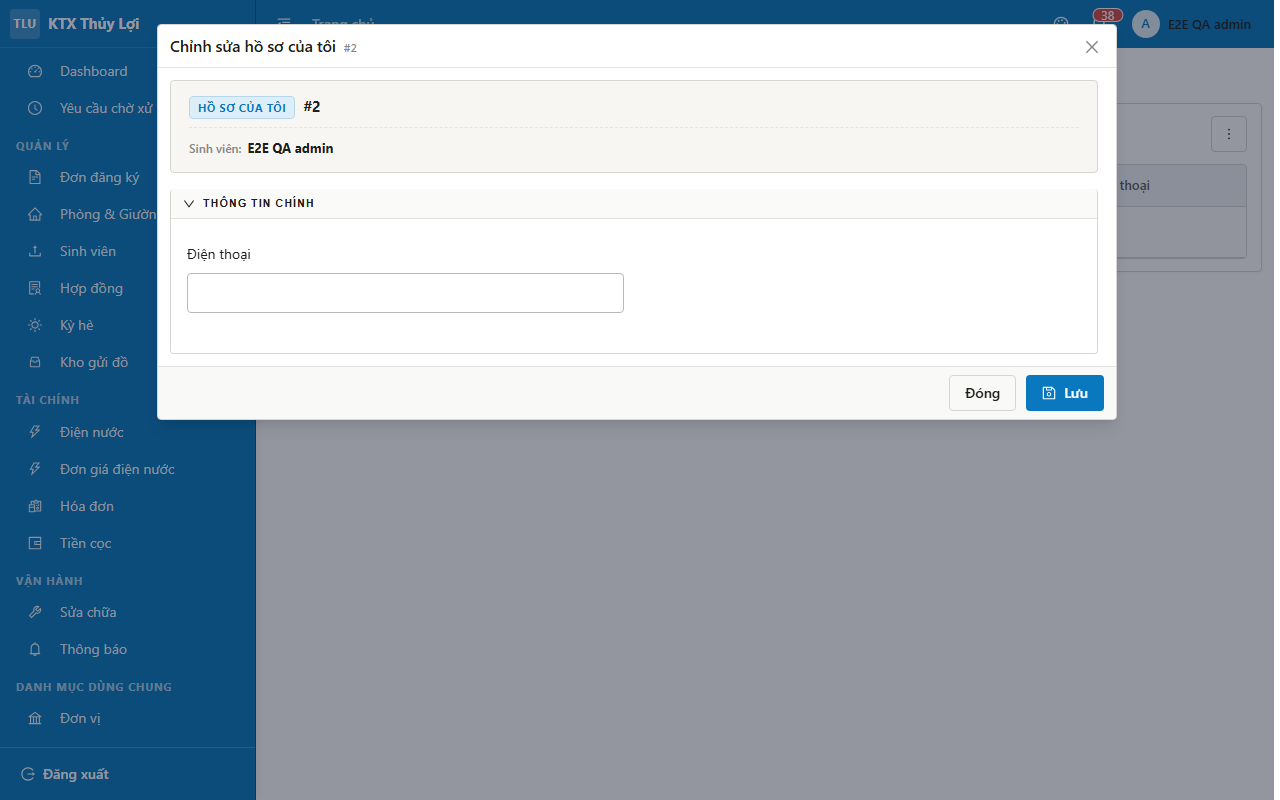 TLU KTX Thủy Lợi
Trang chủ
38
A E2E QA admin
Dashboard
Yêu cầu chờ xử
QUẢN LÝ
Đơn đăng ký
Phòng & Giườn
Sinh viên
Hợp đồng
Kỳ hè
Kho gửi đồ
TÀI CHÍNH
Điện nước
Đơn giá điện nước
Hóa đơn
Tiền cọc
VẬN HÀNH
Sửa chữa
Thông báo
DANH MỤC DÙNG CHUNG
Đơn vị
Đăng xuất
Chỉnh sửa hồ sơ của tôi #2
HỒ SƠ CỦA TÔI #2
Sinh viên: E2E QA admin
THÔNG TIN CHÍNH
Điện thoại
Đóng
Lưu
thoại